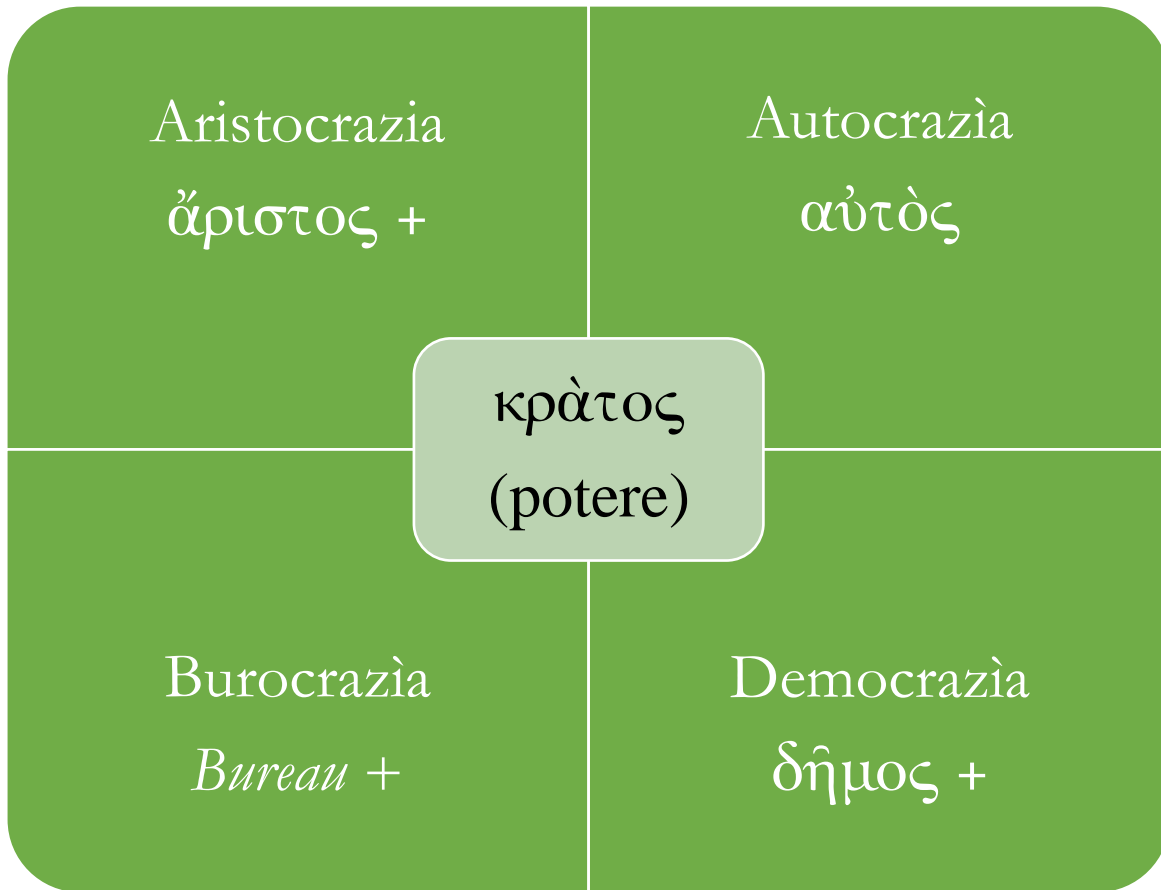 Aristocrazia
ἄριστος +
Autocrazìa
αὐτὸς
κρὰτος
(potere)
Burocrazìa
Bureau +
Democrazìa
δῆμος +